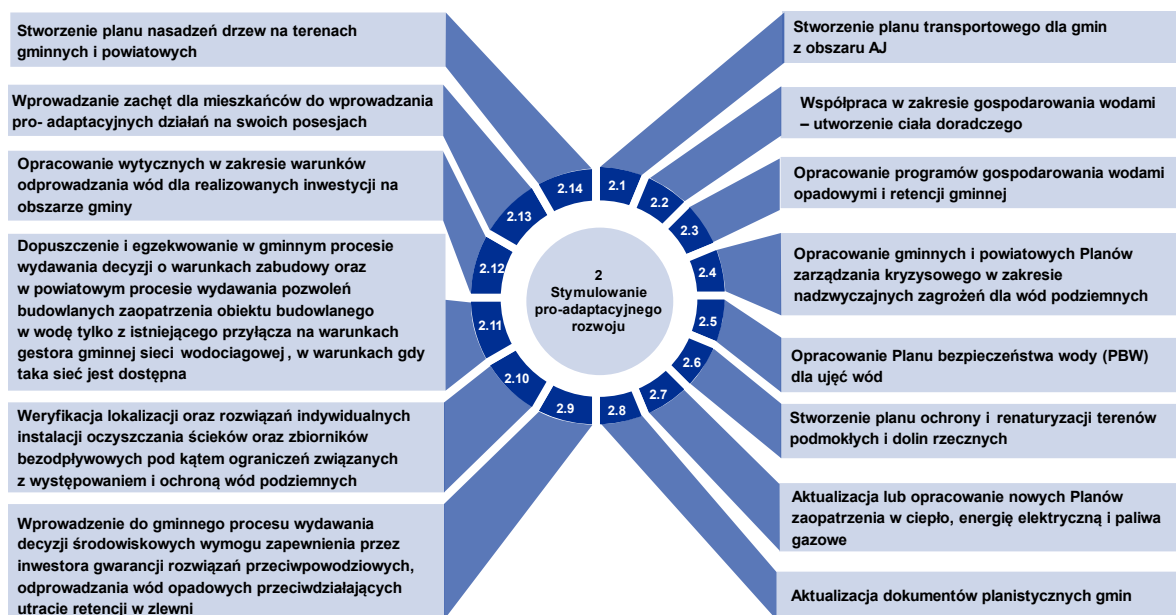 Stworzenie planu nasadzeń drzew na terenach
gminnych i powiatowych
Wprowadzanie zachęt dla mieszkańców do wprowadzania
pro- adaptacyjnych działań na swoich posesjach
Opracowanie wytycznych w zakresie warunków
odprowadzania wód dla realizowanych inwestycji na
obszarze gminy
Dopuszczenie i egzekwowanie w gminnym procesie
wydawania decyzji o warunkach zabudowy oraz
w powiatowym procesie wydawania pozwoleń
budowlanych zaopatrzenia obiektu budowlanego
w wodę tylko z istniejącego przyłącza na warunkach
gestora gminnej sieci wodociagowej , w warunkach gdy
taka sieć jest dostępna
Weryfikacja lokalizacji oraz rozwiązań indywidualnych
instalacji oczyszczania ścieków oraz zbiorników
bezodpływowych pod kątem ograniczeń związanych
z występowaniem i ochroną wód podziemnych
Wprowadzenie do gminnego procesu wydawania
decyzji środowiskowych wymogu zapewnienia przez
inwestora gwarancji rozwiązań przeciwpowodziowych,
odprowadzania wód opadowych przeciwdziałających
utracie retencji w zlewni
2.14
2.13
2.12
2.11
2.10
2.9
2
Stymulowanie
pro-adaptacyjnego
rozwoju
2.1
2.2
2.3
2.4
2.5
2.6
2.7
2.8
Stworzenie planu transportowego dla gmin
z obszaru AJ
Współpraca w zakresie gospodarowania wodami
– utworzenie ciała doradczego
Opracowanie programów gospodarowania wodami
opadowymi i retencji gminnej
Opracowanie gminnych i powiatowych Planów
zarządzania kryzysowego w zakresie
nadzwyczajnych zagrożeń dla wód podziemnych
Opracowanie Planu bezpieczeństwa wody (PBW)
dla ujęć wód
Stworzenie planu ochrony i renaturyzacji terenów
podmokłych i dolin rzecznych
Aktualizacja lub opracowanie nowych Planów
zaopatrzenia w ciepło, energię elektryczną i paliwa
gazowe
Aktualizacja dokumentów planistycznych gmin